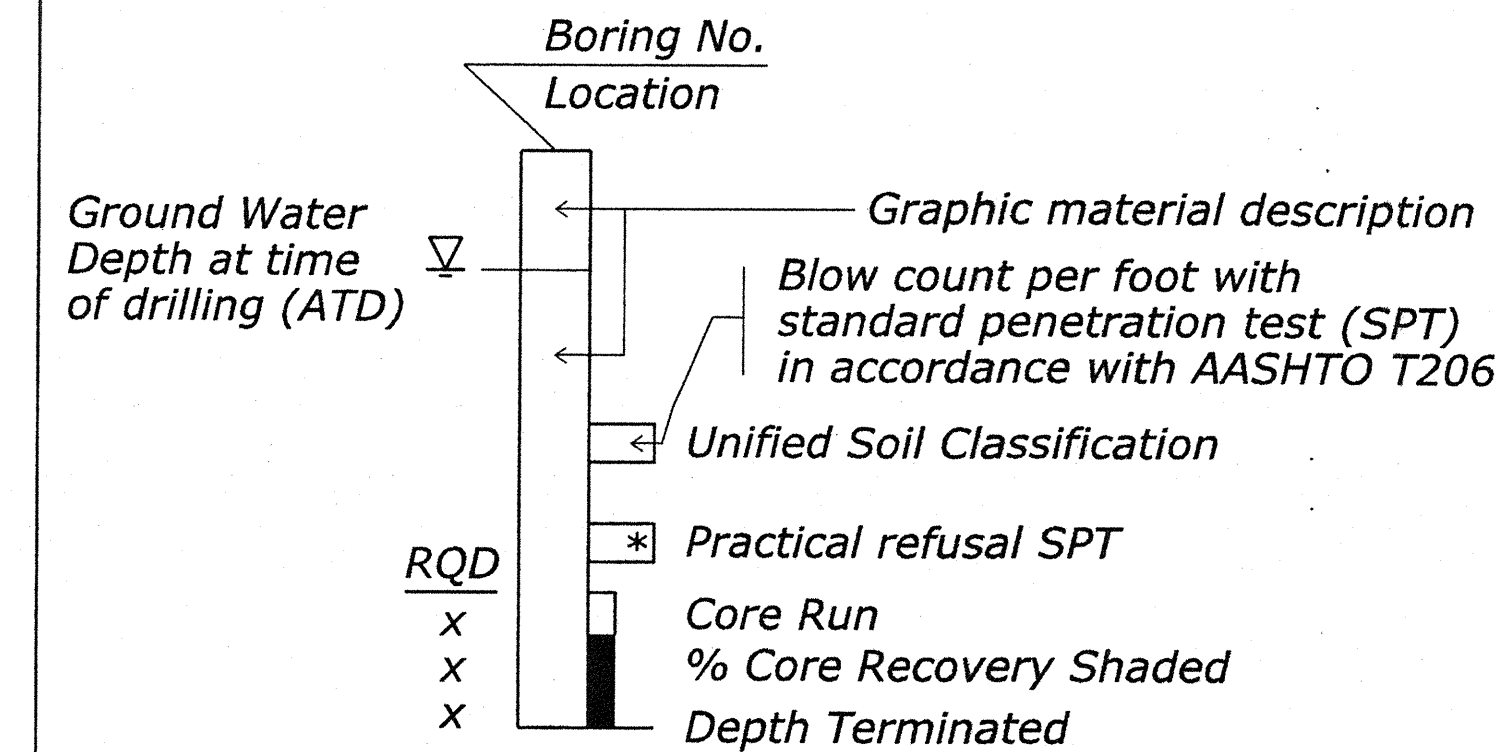 Boring No.
Location
Ground Water
Depth at time
of drilling (ATD)
Graphic material description
Blow count per foot with
standard penetration test (SPT)
in accordance with AASHTO T206
Unified Soil Classification
* Practical refusal SPT
RQD
x
x
x
Core Run
% Core Recovery Shaded
Depth Terminated